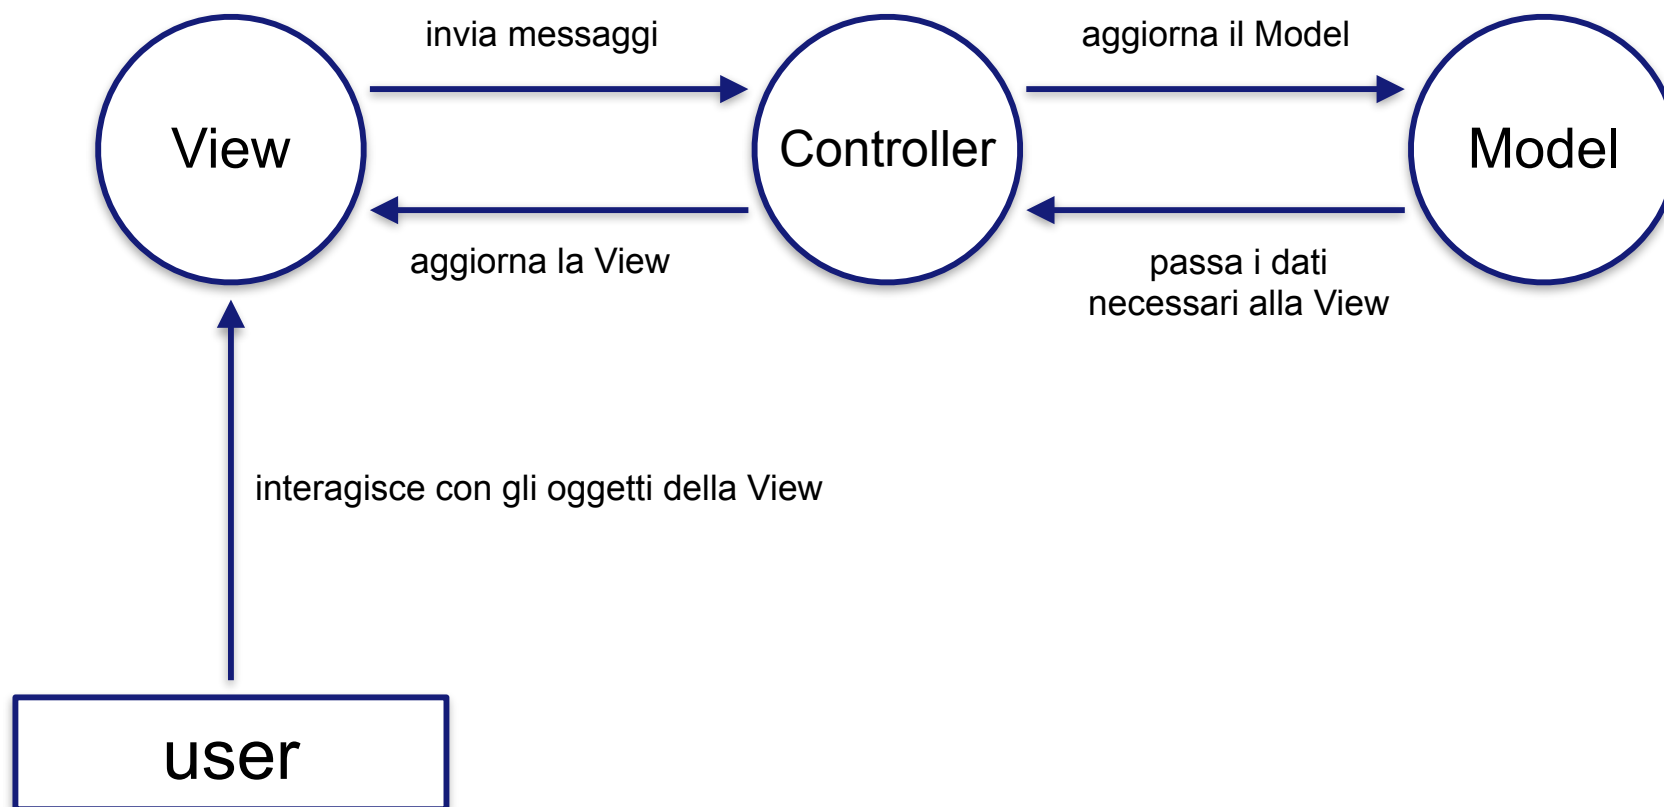 invia messaggi
aggiorna il Model
View
Controller
Model
aggiorna la View
passa i dati
necessari alla View
interagisce con gli oggetti della View
user